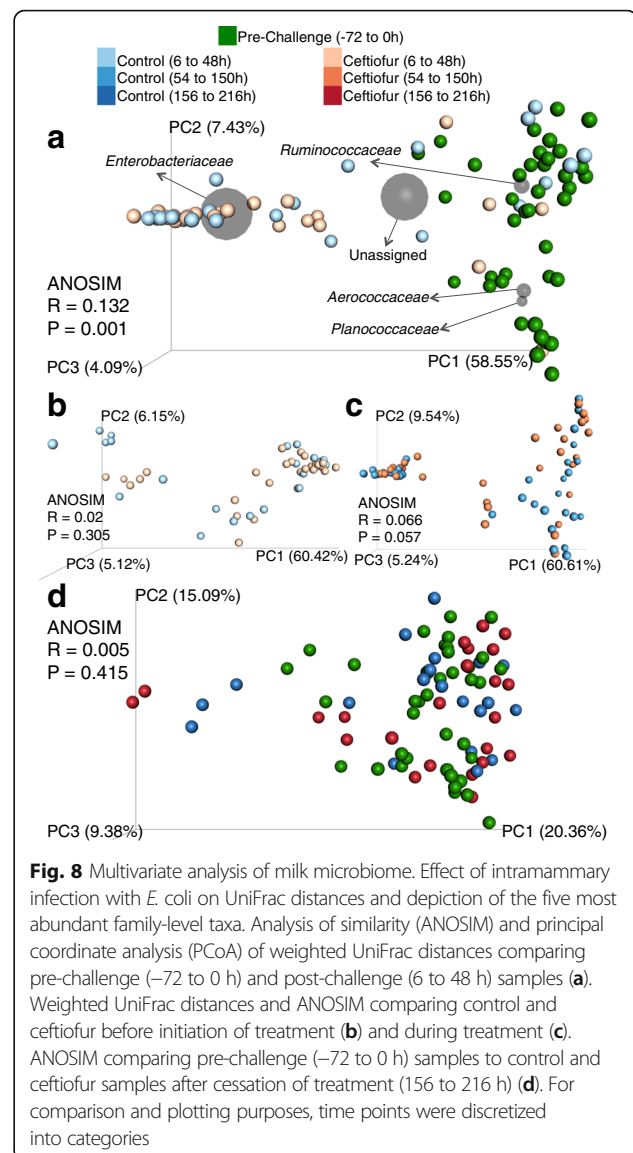 Pre-Challenge (-72 to 0h)
Control (6 to 48h)
Ceftiofur (6 to 48h)
Control (54 to 150h)
Ceftiofur (54 to 150h)
Control (156 to 216h)
Ceftiofur (156 to 216h)
a
PC2 (7.43%)
Enterobacteriaceae
Ruminococcaceae
Unassigned
Aerococcaceae
Planococcaceae
ANOSIM
R = 0.132
P = 0.001
PC3 (4.09%)
PC1 (58.55%)
b
PC2 (6.15%)
ANOSIM
R = 0.02
P = 0.305
PC3 (5.12%)
PC1 (60.42%)
c
PC2 (9.54%)
ANOSIM
R = 0.066
P = 0.057
PC3 (5.24%)
PC1 (60.61%)
d
PC2 (15.09%)
ANOSIM
R = 0.005
P = 0.415
PC3 (9.38%)
PC1 (20.36%)
Fig. 8 Multivariate analysis of milk microbiome. Effect of intramammary
infection with E. coli on UniFrac distances and depiction of the five most
abundant family-level taxa. Analysis of similarity (ANOSIM) and principal
coordinate analysis (PCoA) of weighted UniFrac distances comparing
pre-challenge (−72 to 0 h) and post-challenge (6 to 48 h) samples (a).
Weighted UniFrac distances and ANOSIM comparing control and
ceftiofur before initiation of treatment (b) and during treatment (c).
ANOSIM comparing pre-challenge (−72 to 0 h) samples to control and
ceftiofur samples after cessation of treatment (156 to 216 h) (d). For
comparison and plotting purposes, time points were discretized
into categories